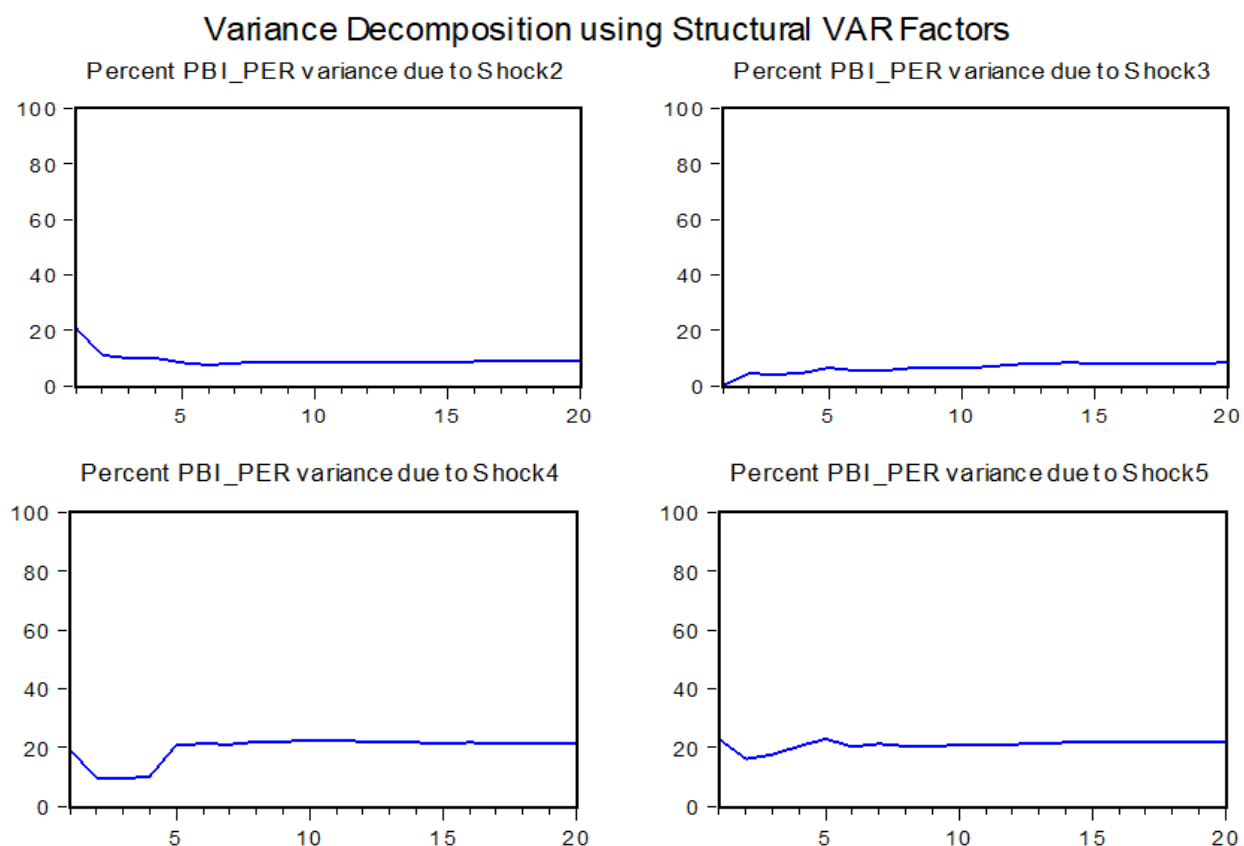 Variance Decomposition using Structural VAR Factors
Percent PBI_PER variance due to Shock2
100
80
60
40
20
0
5 10 15 20
Percent PBI_PER variance due to Shock3
100
80
60
40
20
0
5 10 15 20
Percent PBI_PER variance due to Shock4
100
80
60
40
20
0
5 10 15 20
Percent PBI_PER variance due to Shock5
100
80
60
40
20
0
5 10 15 20